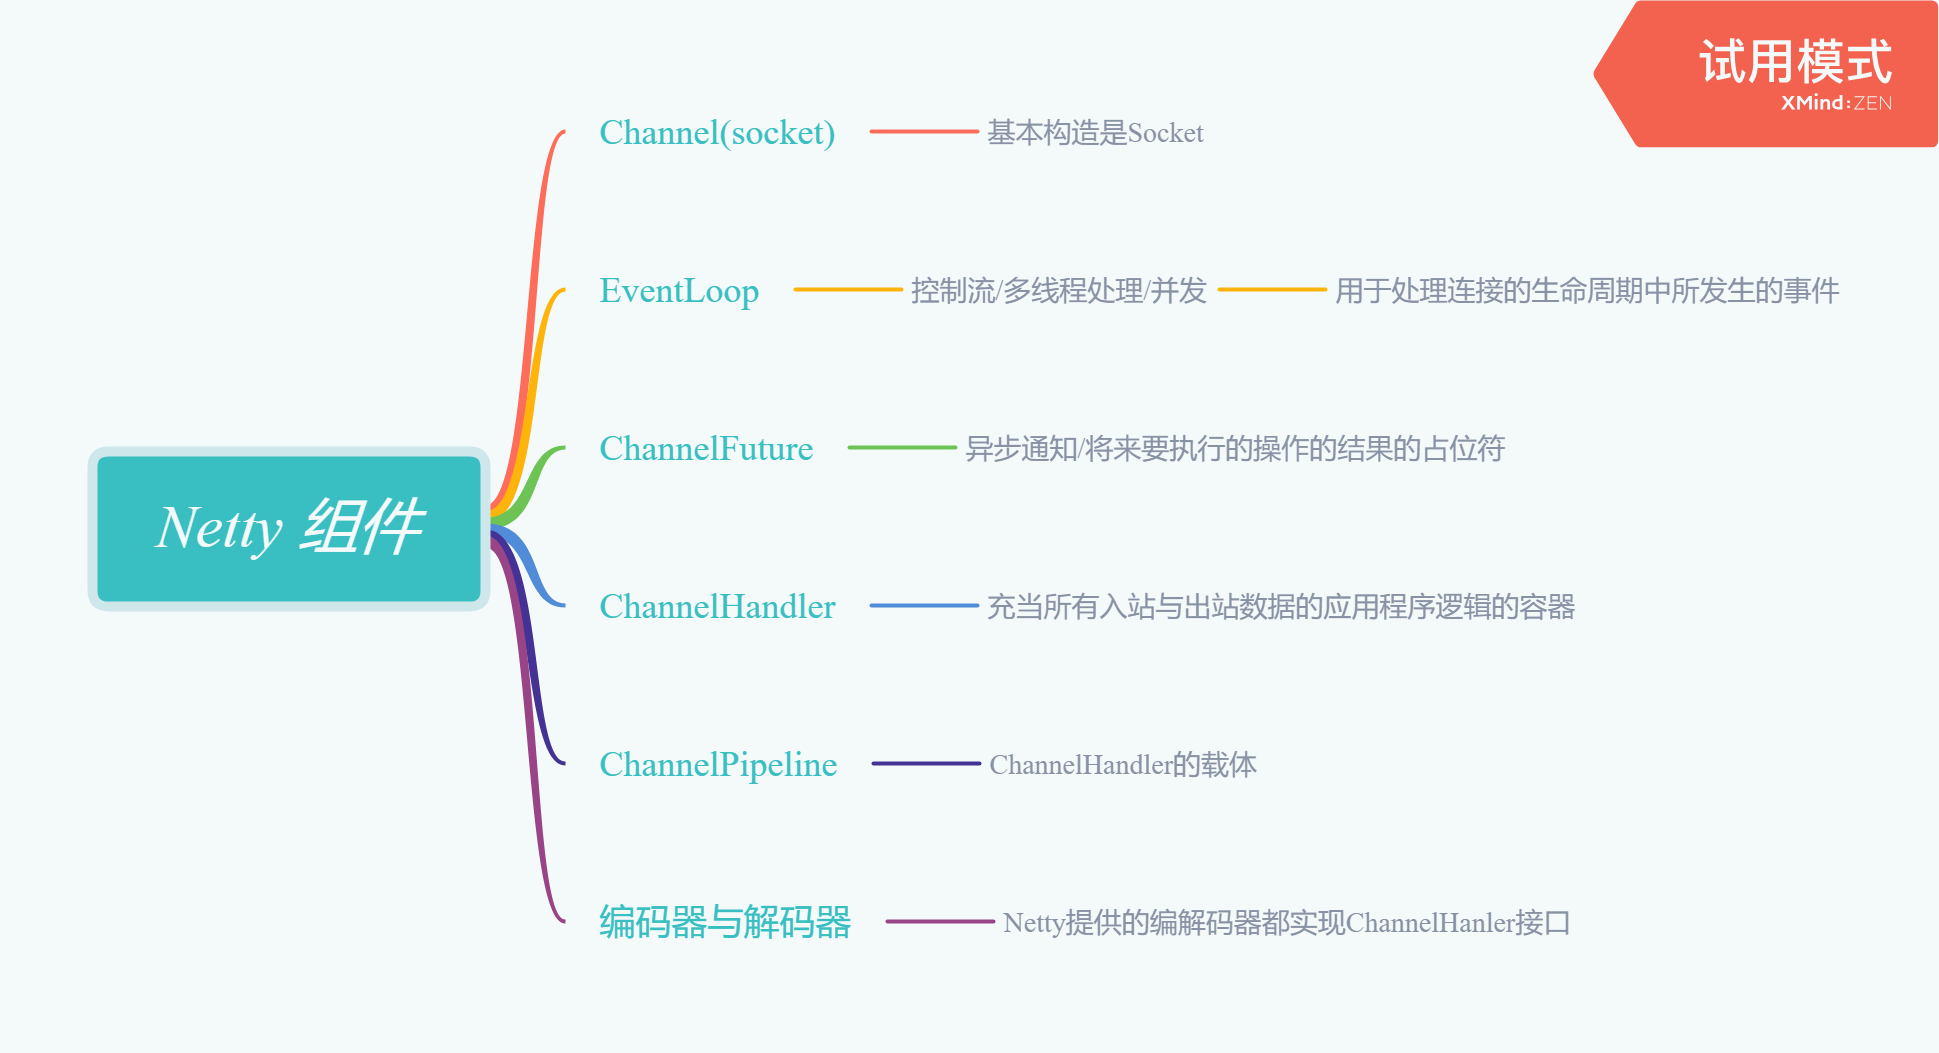 试用模式
XMind:ZEN
Channel(socket)
基本构造是Socket
EventLoop
控制流/多线程处理/并发
用于处理连接的生命周期中所发生的事件
ChannelFuture
异步通知/将来要执行的操作的结果的占位符
Netty 组件
ChannelHandler
充当所有入站与出站数据的应用程序逻辑的容器
ChannelPipeline
ChannelHandler的载体
编码器与解码器
Netty提供的编解码器都实现ChannelHanler接口